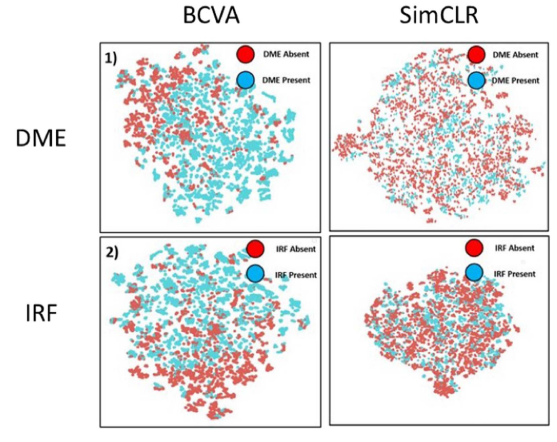 BCVA SimCLR
DME
1)
DME Absent
DME Present
DME Absent
DME Present
IRF
2)
IRF Absent
IRF Present
IRF Absent
IRF Present